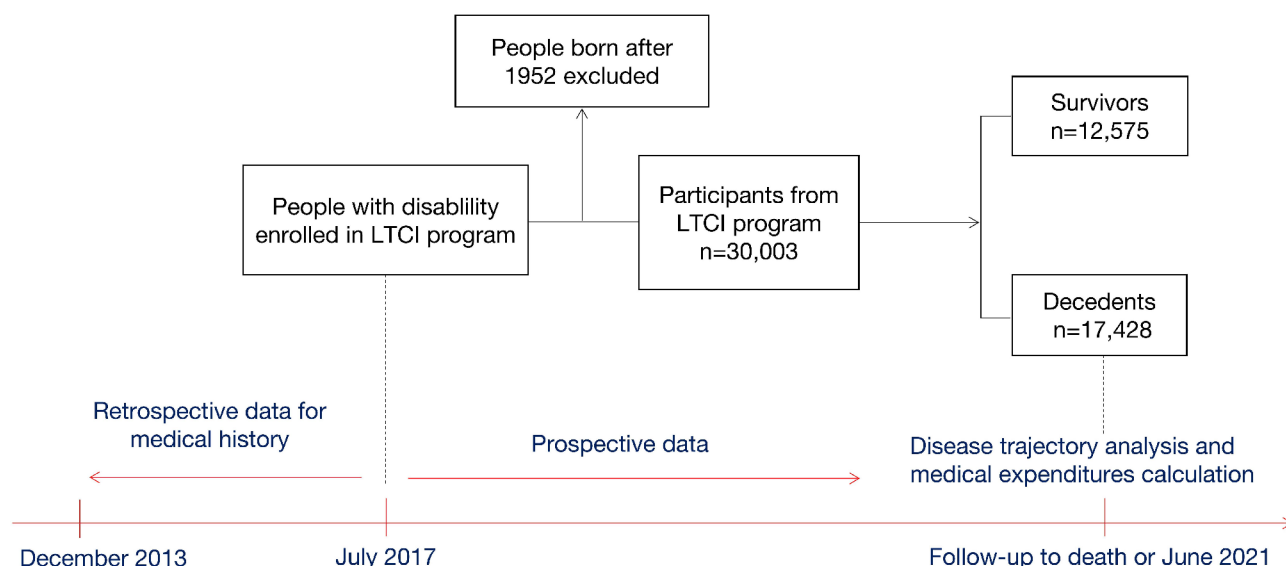 People born after
1952 excluded
Survivors
n=12,575
People with disablility
enrolled in LTCI program
Participants from
LTCI program
n=30,003
Decedents
n=17,428
Retrospective data for
medical history
Prospective data
Disease trajectory analysis and
medical expenditures calculation
December 2013
July 2017
Follow-up to death or June 2021